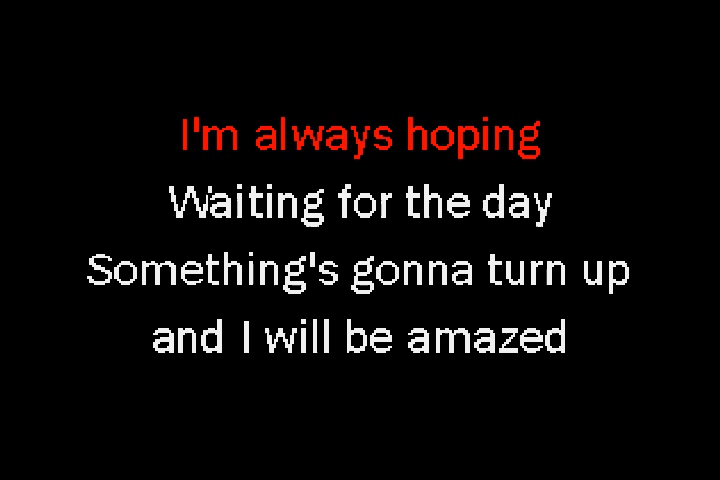 I'm always hoping
Waiting for the day
Something's gonna turn up
and I will be amazed